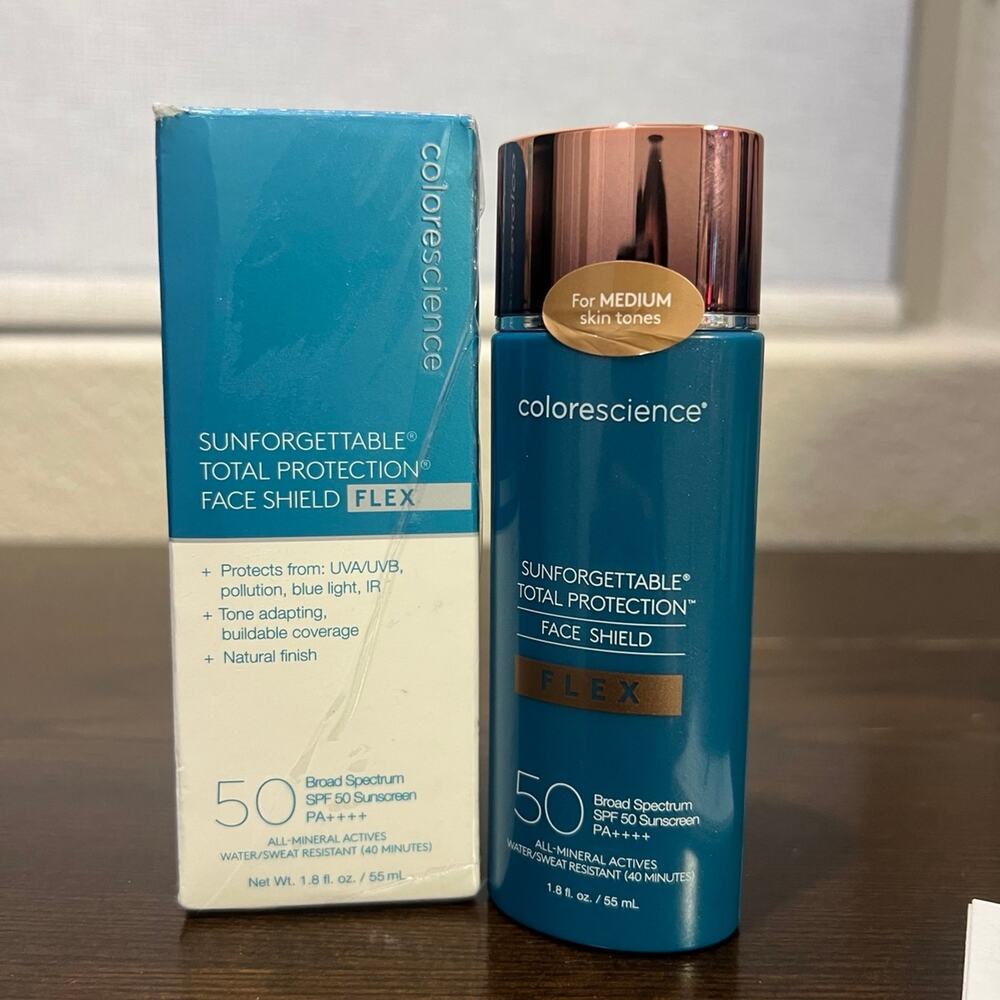 colorescience
SUNFORGETTABLE®
TOTAL PROTECTION®
FACE SHIELD FLEX
+ Protects from: UVA/UVB,
pollution, blue light, IR
+ Tone adapting,
buildable coverage
+ Natural finish
50
Broad Spectrum
SPF 50 Sunscreen
PA++++
ALL-MINERAL ACTIVES
WATER/SWEAT RESISTANT (40 MINUTES)
Net Wt. 1.8 fl. oz. / 55 mL
For MEDIUM
skin tones
colorescience®
SUNFORGETTABLE®
TOTAL PROTECTION™
FACE SHIELD
FLEX
50
Broad Spectrum
SPF 50 Sunscreen
PA++++
ALL-MINERAL ACTIVES
WATER/SWEAT RESISTANT (40 MINUTES)
1.8 fl. oz. / 55 mL